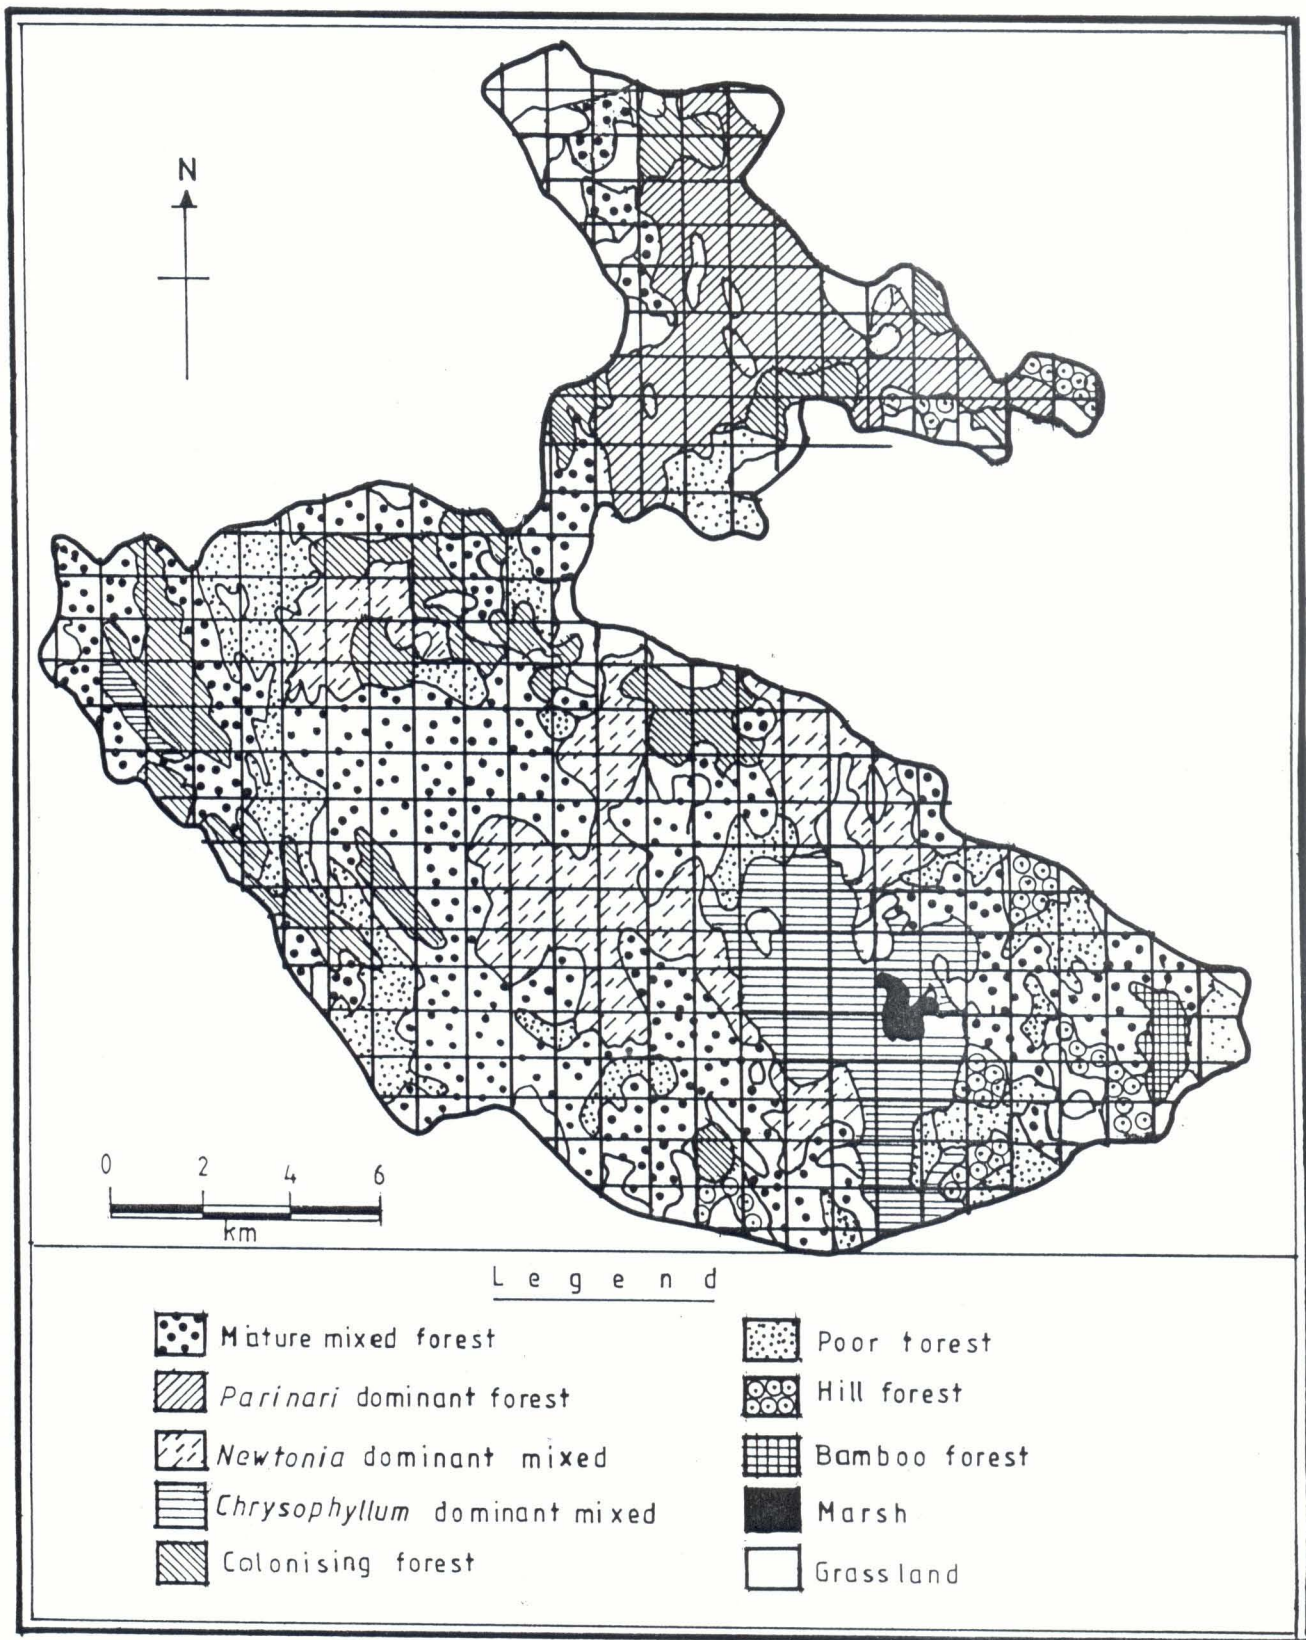 N
0 2 4 6
km
Legend
Mature mixed forest
Parinari dominant forest
Newtonia dominant mixed
Chrysophyllum dominant mixed
Colonising forest
Poor forest
Hill forest
Bamboo forest
Marsh
Grassland